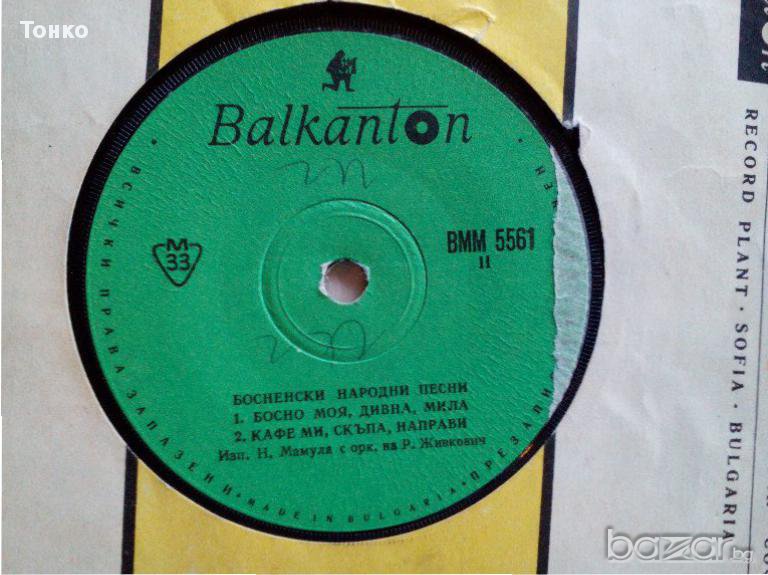 Тонко
Balkanton
M
33
ВММ 5561
II
БОСНЕНСКИ НАРОДНИ ПЕСНИ
1. БОСНО МОЯ, ДИВНА, МИЛА
2. КАФЕ МИ, СКЪПА, НАПРАВИ
Изп. Н. Мамула с орк. на Р. Живкович
• ВСИЧКИ ПРАВА ЗАПАЗЕНИ • MADE IN BULGARIA • ПРЕЗАПИ
RECORD PLANT • SOFIA • BULGARIA
bazar.bg